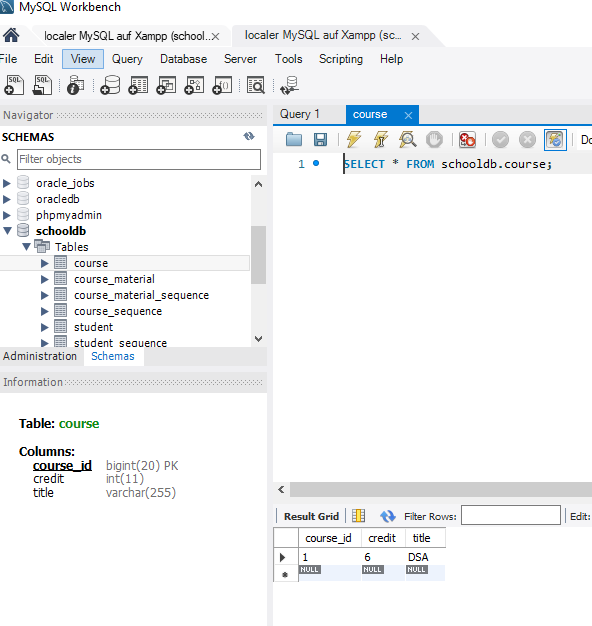 MySQL Workbench
localer MySQL auf Xampp (school...
localer MySQL auf Xampp (sc...
File Edit View Query Database Server Tools Scripting Help
Navigator
SCHEMAS
Filter objects
oracle_jobs
oracledb
phpmyadmin
schooldb
Tables
course
course_material
course_material_sequence
course_sequence
student
student_sequence
Administration Schemas
Information
Table: course
Columns:
course_id bigint(20) PK
credit int(11)
title varchar(255)
Query 1 course
Do
1 SELECT * FROM schooldb.course;
Result Grid Filter Rows: Edit:
course_id credit title
1 6 DSA
NULL NULL NULL